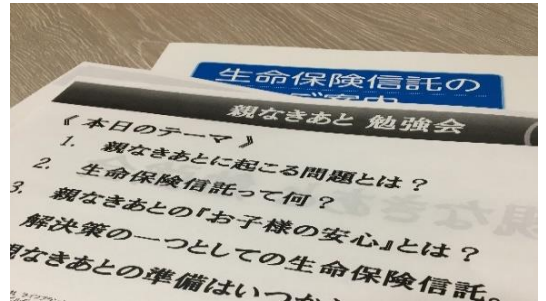 生命保険信託の
ご案内
親なきあと 勉強会
《 本日のテーマ 》
1. 親なきあとに起こる問題とは？
2. 生命保険信託って何？
3. 親なきあとの『お子様の安心』とは？
解決策の一つとしての生命保険信託。
親なきあとの準備はいつか